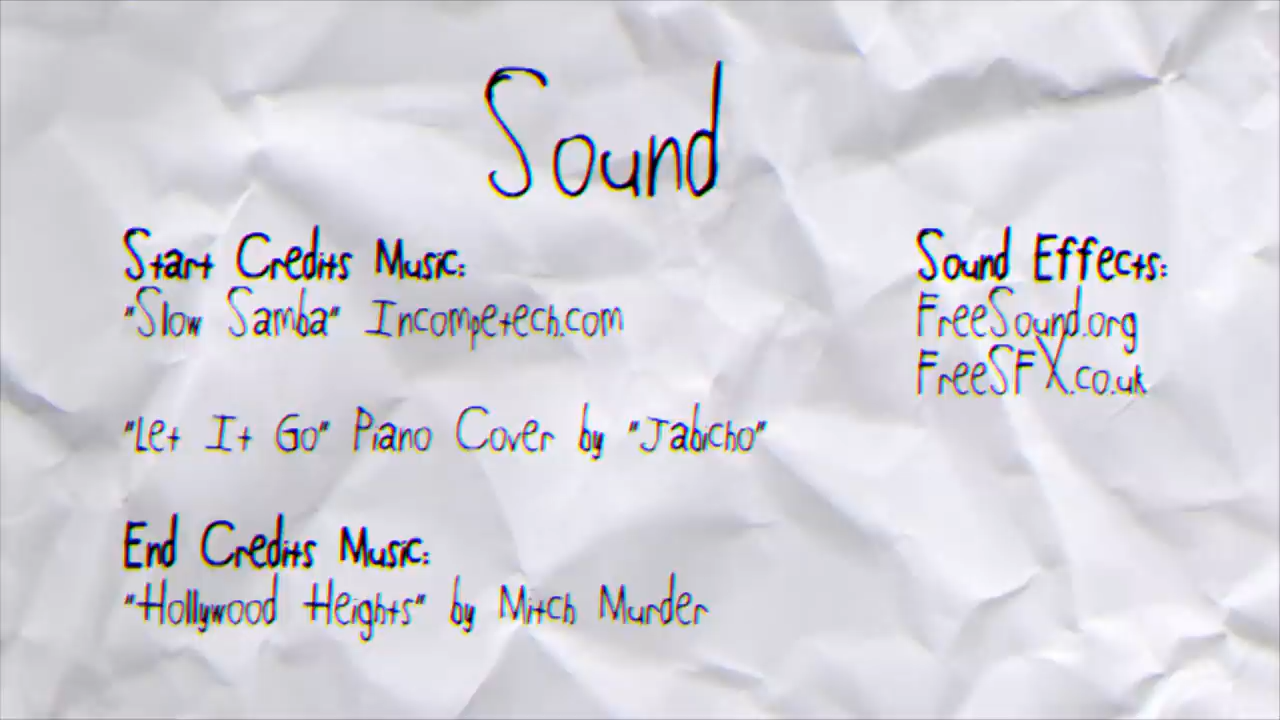 Sound
Start Credits Music:
"Slow Samba" Incompetech.com
"Let It Go" Piano Cover by "Jabicho"
End Credits Music:
"Hollywood Heights" by Mitch Murder
Sound Effects:
FreeSound.org
FreeSFX.co.uk